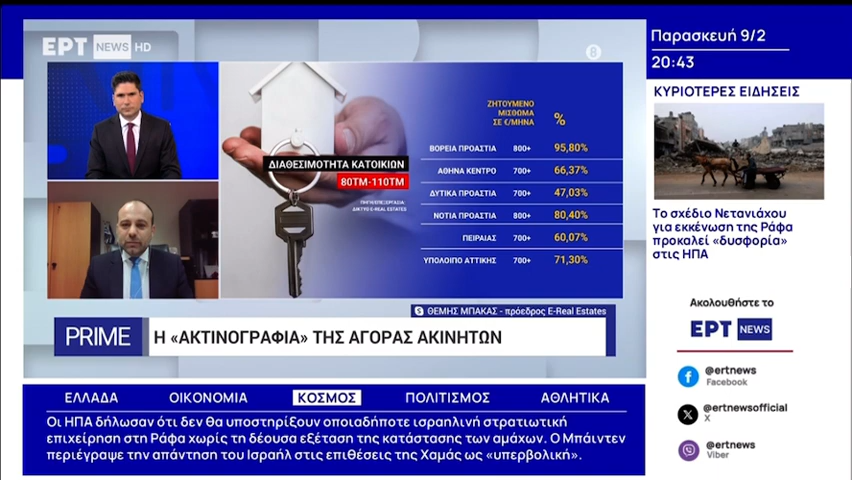 ΕΡΤ NEWS HD
8
Παρασκευή 9/2
20:43
ΚΥΡΙΟΤΕΡΕΣ ΕΙΔΗΣΕΙΣ
Το σχέδιο Νετανιάχου
για εκκένωση της Ράφα
προκαλεί «δυσφορία»
στις ΗΠΑ
Ακολουθήστε το
ΕΡΤ NEWS
@ertnews
Facebook
@ertnewsofficial
X
@ertnews
Viber
ΔΙΑΘΕΣΙΜΟΤΗΤΑ ΚΑΤΟΙΚΙΩΝ
80ΤΜ-110ΤΜ
ΠΗΓΗ/ΕΠΕΞΕΡΓΑΣΙΑ:
ΔΙΚΤΥΟ E-REAL ESTATES
ΖΗΤΟΥΜΕΝΟ
ΜΙΣΘΩΜΑ
ΣΕ €/ΜΗΝΑ %
ΒΟΡΕΙΑ ΠΡΟΑΣΤΙΑ 800+ 95,80%
ΑΘΗΝΑ ΚΕΝΤΡΟ 700+ 66,37%
ΔΥΤΙΚΑ ΠΡΟΑΣΤΙΑ 700+ 47,03%
ΝΟΤΙΑ ΠΡΟΑΣΤΙΑ 800+ 80,40%
ΠΕΙΡΑΙΑΣ 700+ 60,07%
ΥΠΟΛΟΙΠΟ ΑΤΤΙΚΗΣ 700+ 71,30%
ΘΕΜΗΣ ΜΠΑΚΑΣ - πρόεδρος E-Real Estates
PRIME Η «ΑΚΤΙΝΟΓΡΑΦΙΑ» ΤΗΣ ΑΓΟΡΑΣ ΑΚΙΝΗΤΩΝ
ΕΛΛΑΔΑ ΟΙΚΟΝΟΜΙΑ ΚΟΣΜΟΣ ΠΟΛΙΤΙΣΜΟΣ ΑΘΛΗΤΙΚΑ
Οι ΗΠΑ δήλωσαν ότι δεν θα υποστηρίξουν οποιαδήποτε ισραηλινή στρατιωτική
επιχείρηση στη Ράφα χωρίς τη δέουσα εξέταση της κατάστασης των αμάχων. Ο Μπάιντεν
περιέγραψε την απάντηση του Ισραήλ στις επιθέσεις της Χαμάς ως «υπερβολική».